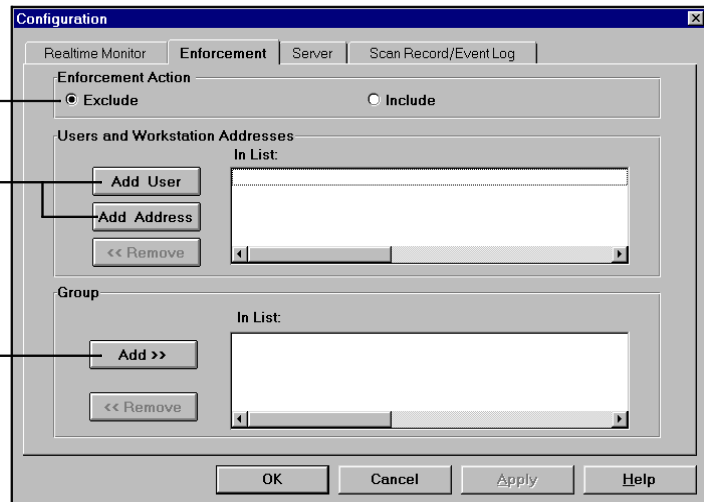 Configuration
Realtime Monitor Enforcement Server Scan Record/Event Log
Enforcement Action
Exclude Include
Users and Workstation Addresses
In List:
Add User
Add Address
<< Remove
Group
In List:
Add >>
<< Remove
OK Cancel Apply Help